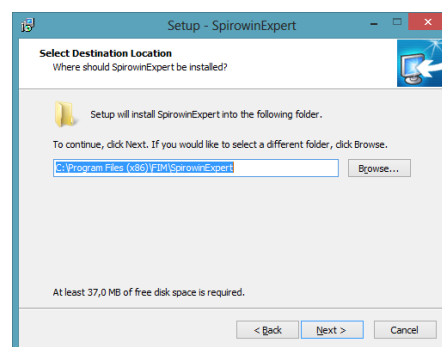 Setup - SpirowinExpert
Select Destination Location
Where should SpirowinExpert be installed?
Setup will install SpirowinExpert into the following folder.
To continue, click Next. If you would like to select a different folder, click Browse.
C:\Program Files (x86)\FIM\SpirowinExpert
Browse...
At least 37,0 MB of free disk space is required.
< Back Next > Cancel